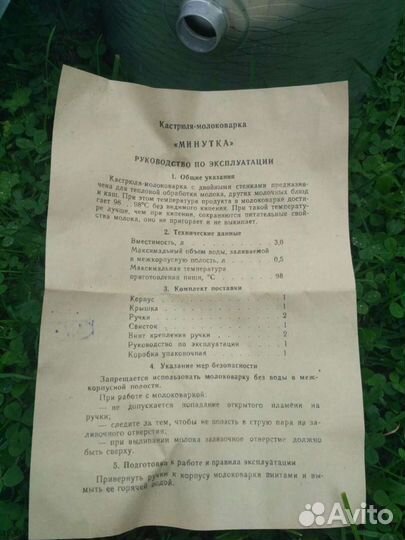 Кастрюля-молоковарка
«МИНУТКА»
РУКОВОДСТВО ПО ЭКСПЛУАТАЦИИ
1. Общие указания
Кастрюля-молоковарка с двойными стенками предназна-
чена для тепловой обработки молока, других молочных блюд
и каш. При этом температура продукта в молоковарке дости-
гает 96 . . 98°С без видимого кипения. При такой температу-
ре лучше, чем при кипении, сохраняются питательные свой-
ства молока, оно не пригорает и не выкипает.
2. Технические данные
Вместимость, л 3,0
Максимальный объем воды, заливаемой
в межкорпусную полость, л 0,5
Максимальная температура
приготовления пищи, °С 98
3. Комплект поставки
Корпус 1
Крышка 1
Ручки 2
Свисток 1
Винт крепления ручки 2
Руководство по эксплуатации 1
Коробка упаковочная 1
4. Указание мер безопасности
Запрещается использовать молоковарку без воды в меж-
корпусной полости.
При работе с молоковаркой:
— не допускается попадание открытого пламени на
ручки;
— следите за тем, чтобы не попасть в струю пара из за-
ливочного отверстия;
— при выливании молока заливочное отверстие должно
быть сверху.
5. Подготовка к работе и правила эксплуатации
Привернуть ручки к корпусу молоковарки винтами и вы-
мыть ее горячей водой.
Avito